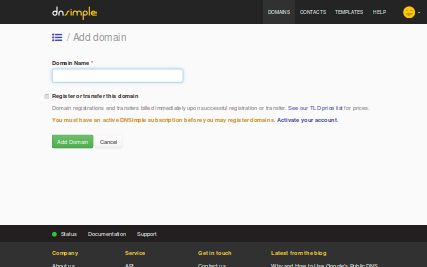 dnsimple
DOMAINS CONTACTS TEMPLATES HELP
/ Add domain
Domain Name *
Register or transfer this domain
Domain registrations and transfers billed immediately upon successful registration or transfer. See our TLD price list for prices.
You must have an active DNSimple subscription before you may register domains. Activate your account.
Add Domain Cancel
Status Documentation Support
Company Service Get in touch Latest from the blog
About us API Contact us Why and How to Use Google's Public DNS